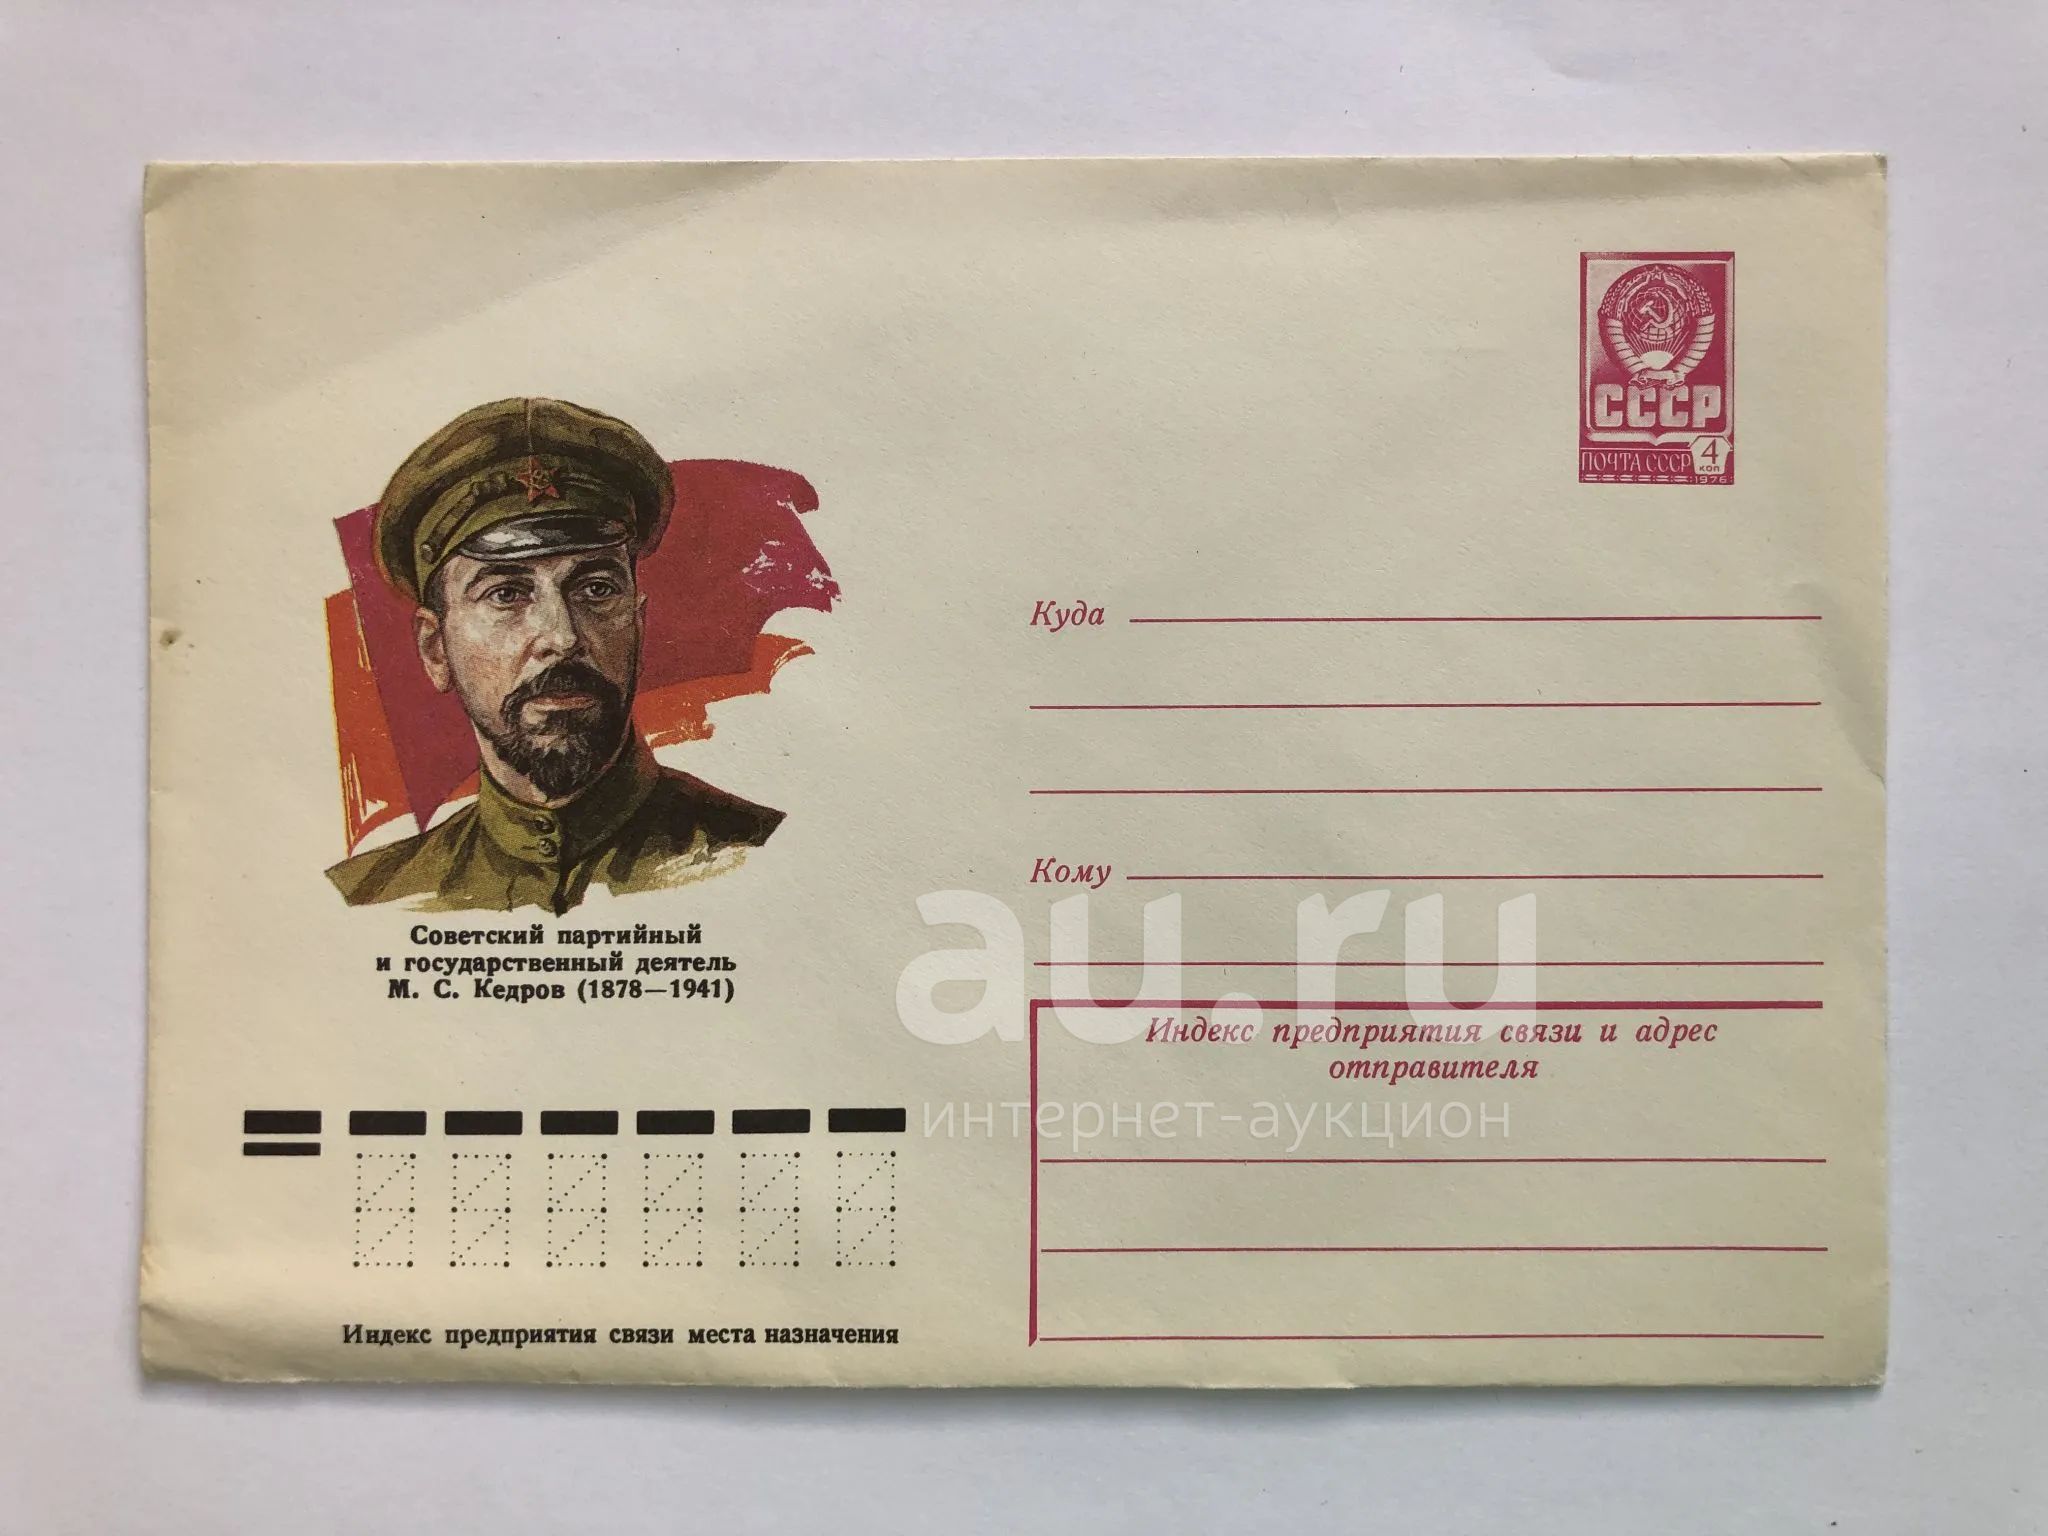 СССР
ПОЧТА СССР
4
КОП
1976
Куда
Кому
Советский партийный
и государственный деятель
М. С. Кедров (1878—1941)
au.ru
интернет-аукцион
Индекс предприятия связи и адрес
отправителя
Индекс предприятия связи места назначения